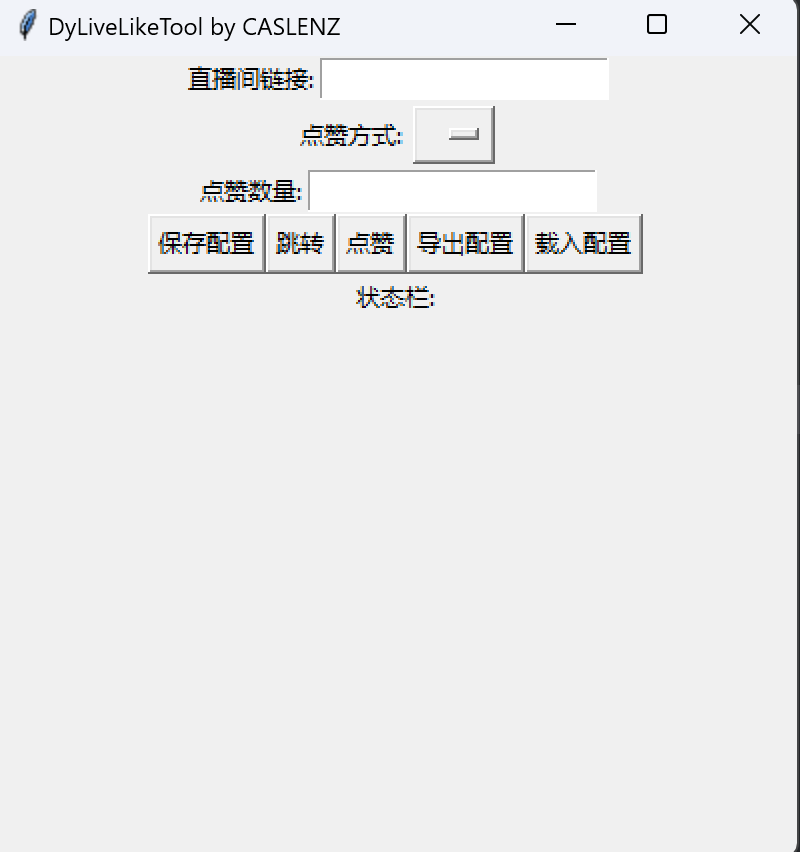 DyLiveLikeTool by CASLENZ
直播间链接:
点赞方式:
点赞数量:
保存配置 跳转 点赞 导出配置 载入配置
状态栏: